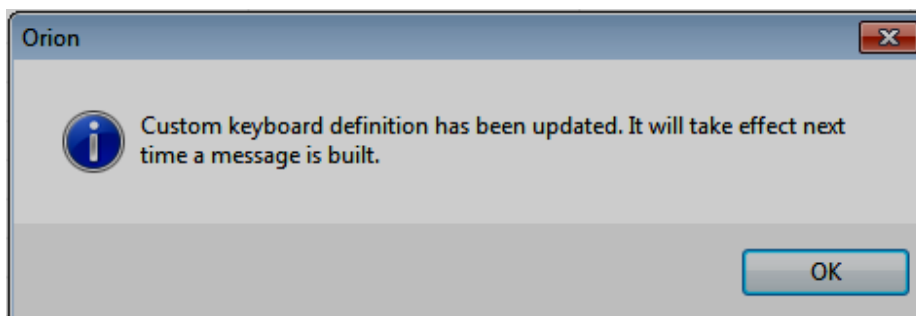 Orion
Custom keyboard definition has been updated. It will take effect next
time a message is built.
OK